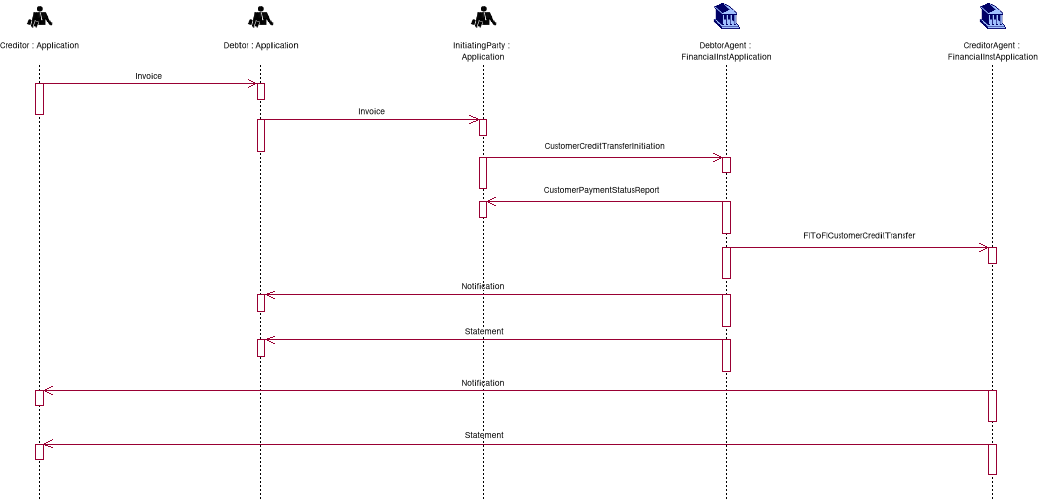 Creditor : Application
Debtor : Application
InitiatingParty :
Application
DebtorAgent :
FinancialInstApplication
CreditorAgent :
FinancialInstApplication
Invoice
Invoice
CustomerCreditTransferInitiation
CustomerPaymentStatusReport
FIToFICustomerCreditTransfer
Notification
Statement
Notification
Statement